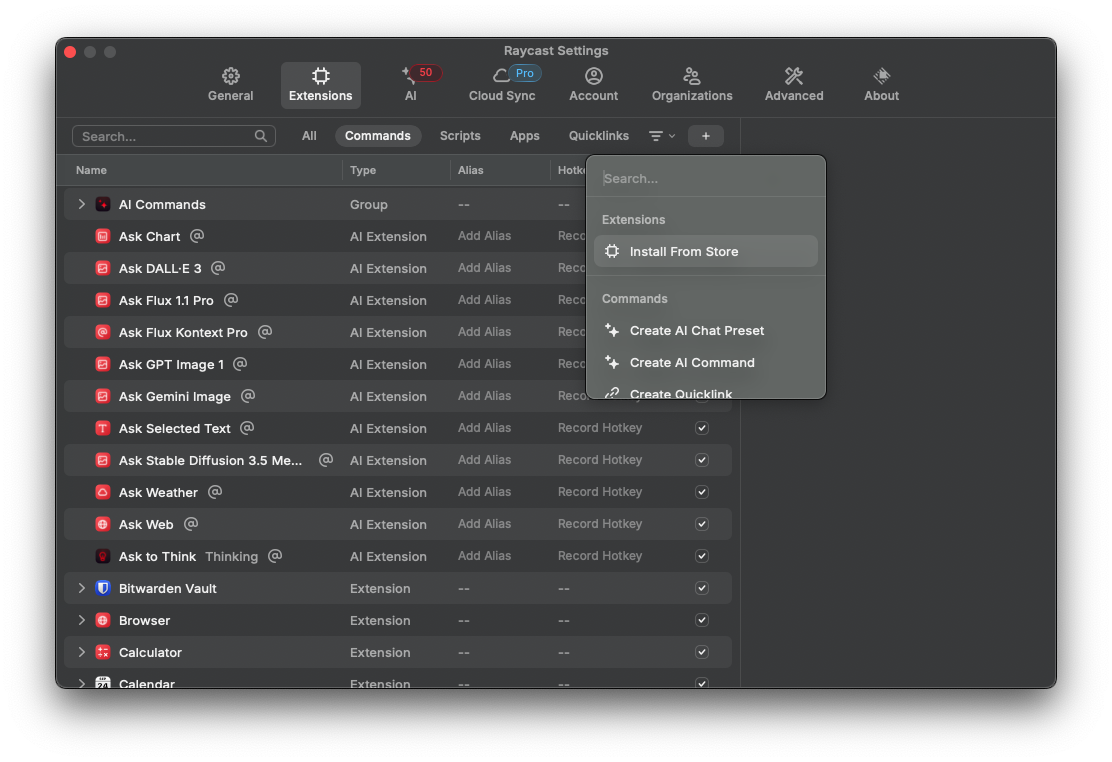 Raycast Settings
General
Extensions
50
AI
Pro
Cloud Sync
Account
Organizations
Advanced
About
Search...
All
Commands
Scripts
Apps
Quicklinks
+
Name Type Alias Hotke
AI Commands Group -- --
Ask Chart @ AI Extension Add Alias Reco
Ask DALL·E 3 @ AI Extension Add Alias Reco
Ask Flux 1.1 Pro @ AI Extension Add Alias Reco
Ask Flux Kontext Pro @ AI Extension Add Alias Reco
Ask GPT Image 1 @ AI Extension Add Alias Reco
Ask Gemini Image @ AI Extension Add Alias Reco
Ask Selected Text @ AI Extension Add Alias Record Hotkey
Ask Stable Diffusion 3.5 Me... @ AI Extension Add Alias Record Hotkey
Ask Weather @ AI Extension Add Alias Record Hotkey
Ask Web @ AI Extension Add Alias Record Hotkey
Ask to Think Thinking @ AI Extension Add Alias Record Hotkey
Bitwarden Vault Extension -- --
Browser Extension -- --
Calculator Extension -- --
Calendar Extension -- --
Search...
Extensions
Install From Store
Commands
Create AI Chat Preset
Create AI Command
Create Quicklink